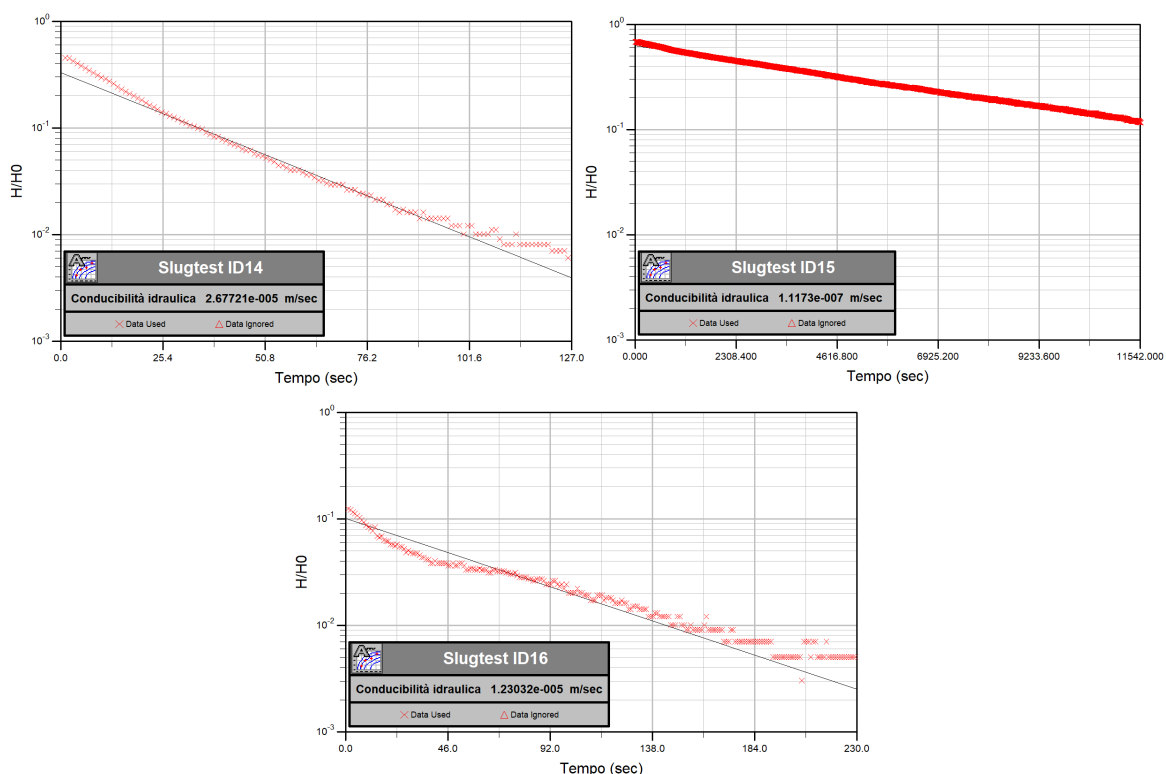 H/H0
10⁰
10⁻¹
10⁻²
10⁻³
Slugtest ID14
Conducibilità idraulica 2.67721e-005 m/sec
Data Used Data Ignored
0.0 25.4 50.8 76.2 101.6 127.0
Tempo (sec)
H/H0
10⁰
10⁻¹
10⁻²
10⁻³
Slugtest ID15
Conducibilità idraulica 1.1173e-007 m/sec
Data Used Data Ignored
0.000 2308.400 4616.800 6925.200 9233.600 11542.000
Tempo (sec)
H/H0
10⁰
10⁻¹
10⁻²
10⁻³
Slugtest ID16
Conducibilità idraulica 1.23032e-005 m/sec
Data Used Data Ignored
0.0 46.0 92.0 138.0 184.0 230.0
Tempo (sec)